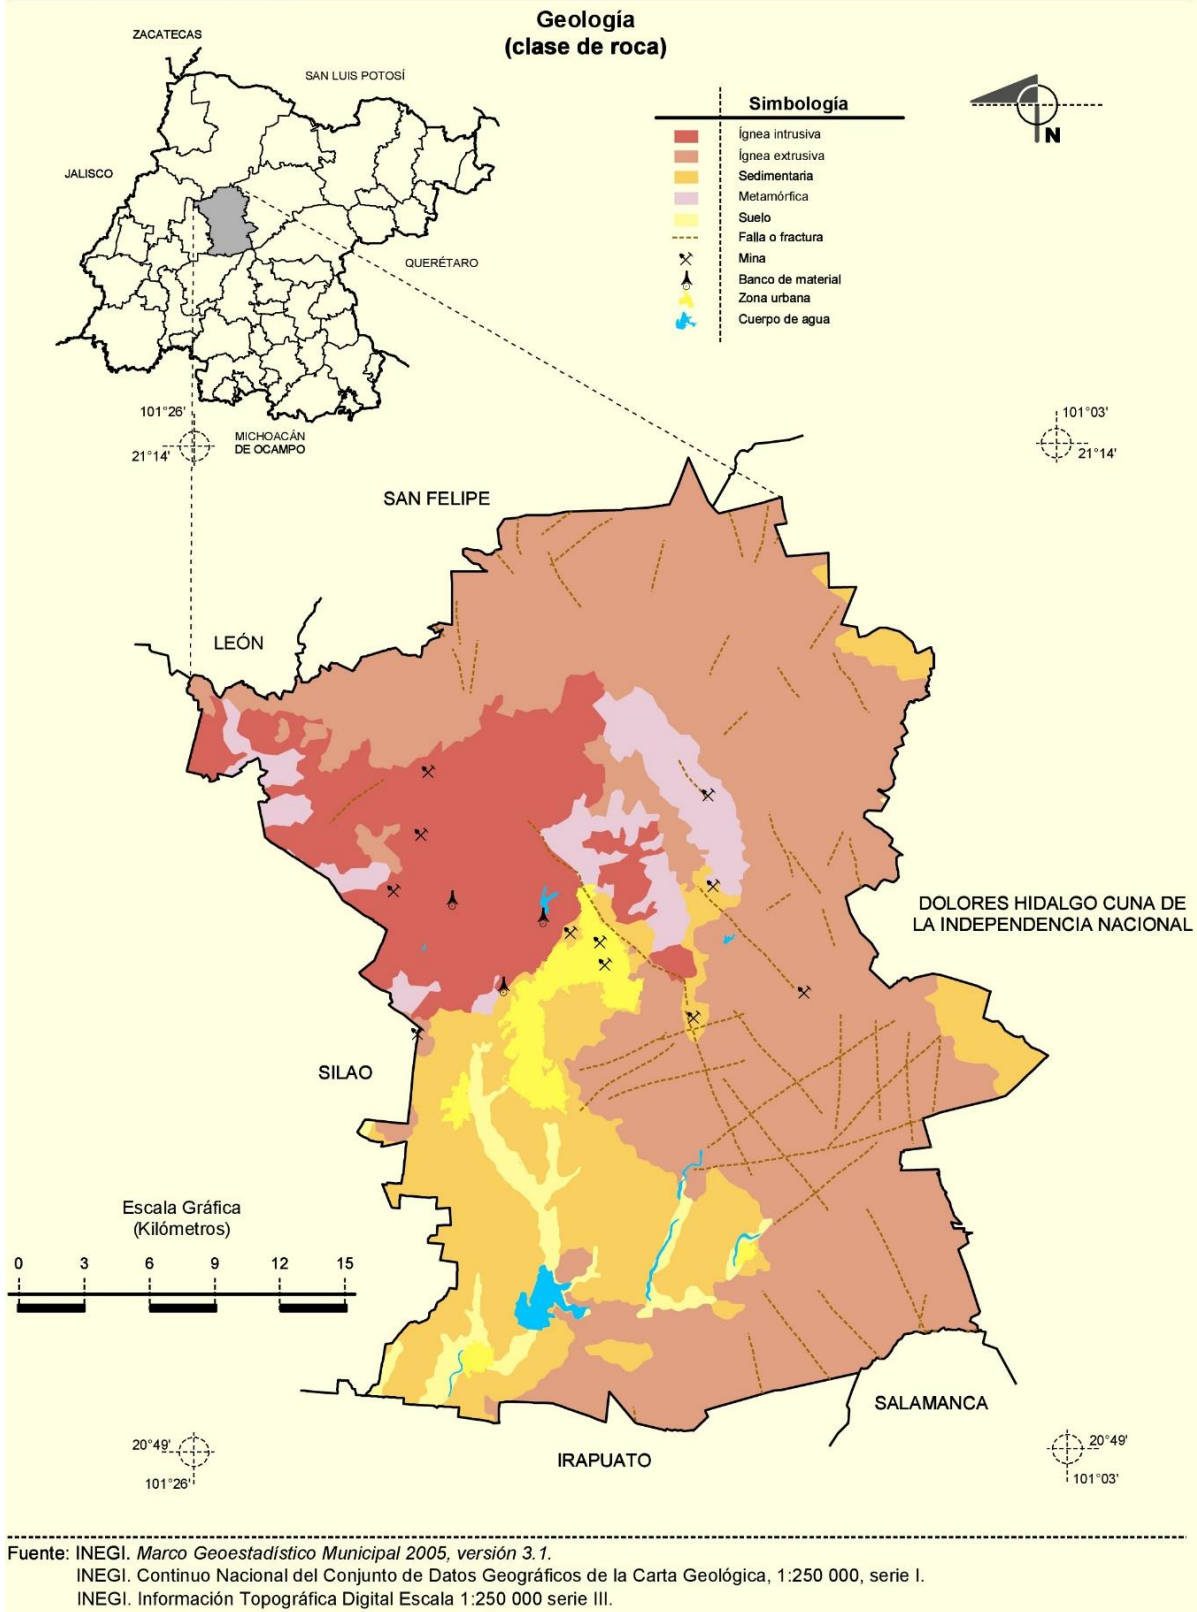 Geología
(clase de roca)
ZACATECAS
SAN LUIS POTOSÍ
JALISCO
QUERÉTARO
MICHOACÁN
DE OCAMPO
Simbología
Ígnea intrusiva
Ígnea extrusiva
Sedimentaria
Metamórfica
Suelo
Falla o fractura
Mina
Banco de material
Zona urbana
Cuerpo de agua
N
101°26'
21°14'
101°03'
21°14'
SAN FELIPE
LEÓN
DOLORES HIDALGO CUNA DE
LA INDEPENDENCIA NACIONAL
SILAO
Escala Gráfica
(Kilómetros)
0 3 6 9 12 15
SALAMANCA
IRAPUATO
20°49'
101°26'
20°49'
101°03'
Fuente: INEGI. Marco Geoestadístico Municipal 2005, versión 3.1.
INEGI. Continuo Nacional del Conjunto de Datos Geográficos de la Carta Geológica, 1:250 000, serie I.
INEGI. Información Topográfica Digital Escala 1:250 000 serie III.